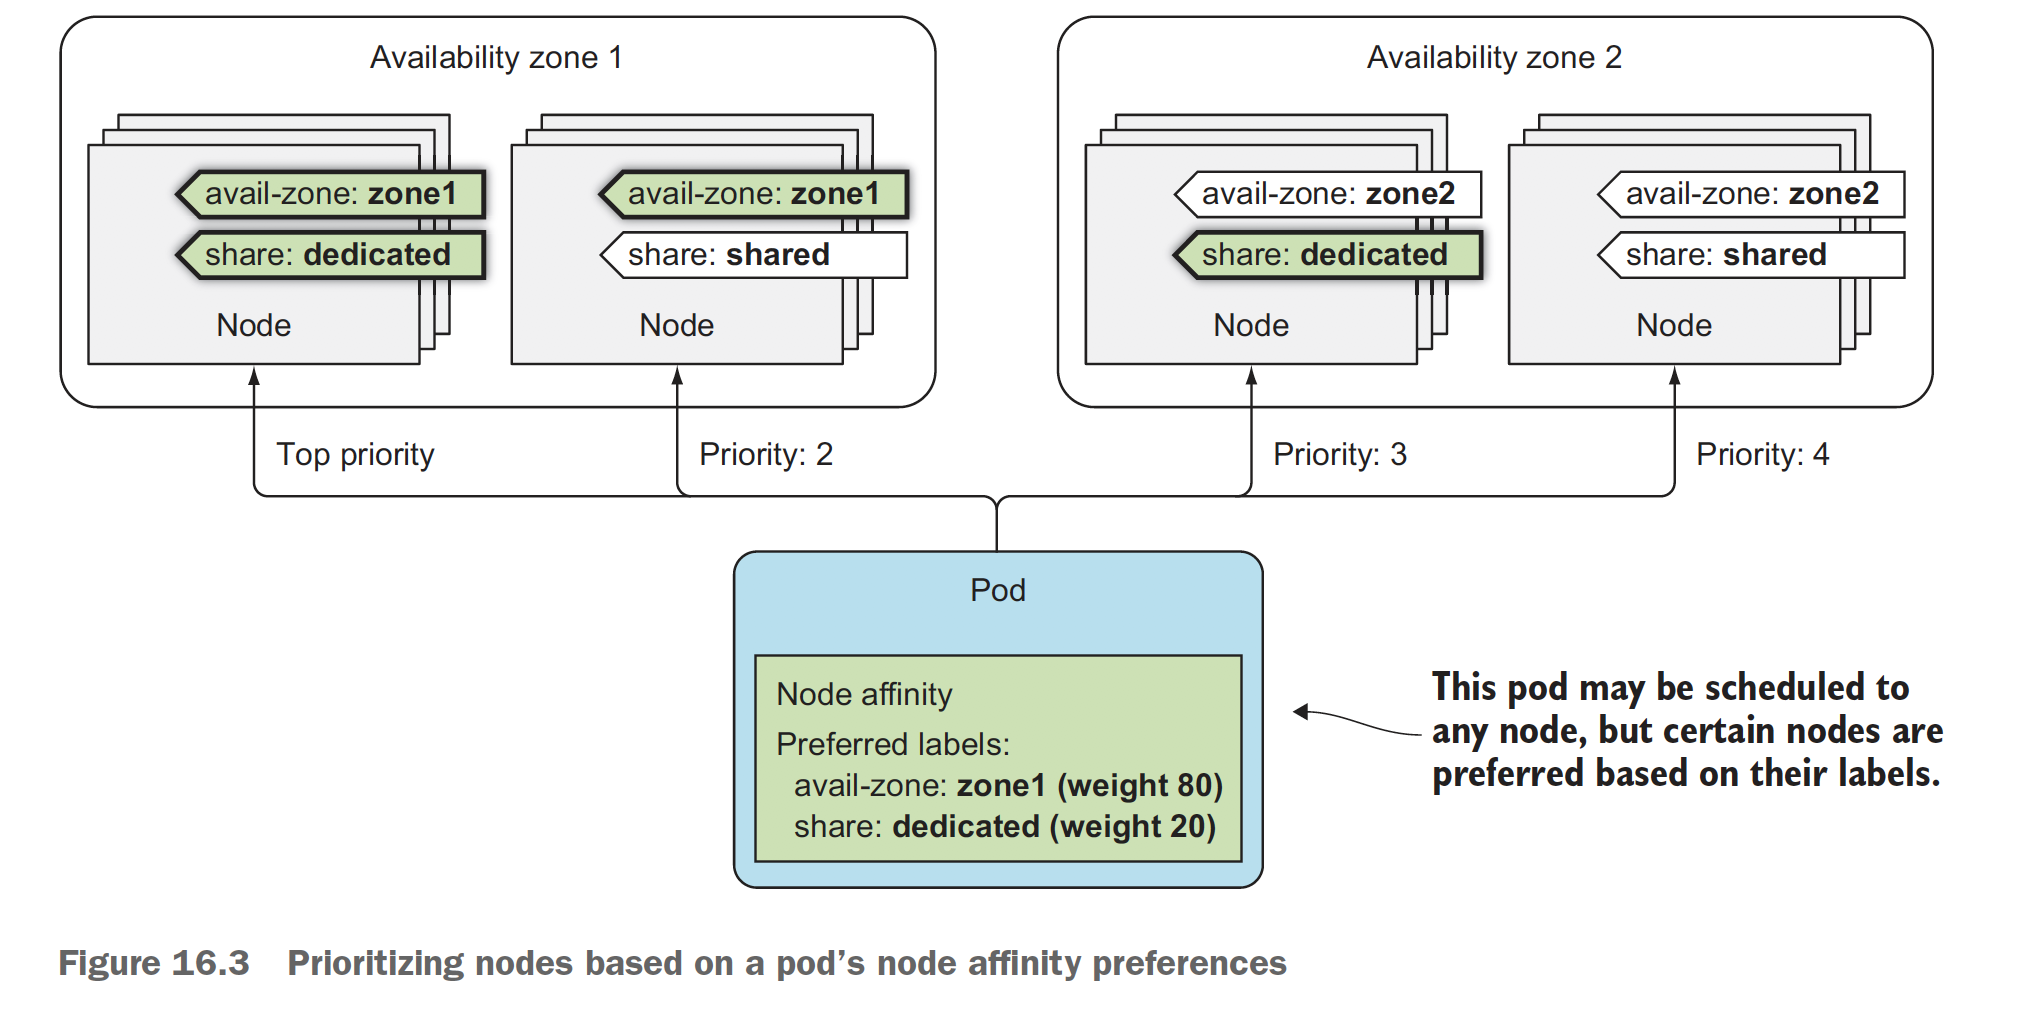 Availability zone 1
avail-zone: zone1
share: dedicated
Node
avail-zone: zone1
share: shared
Node
Availability zone 2
avail-zone: zone2
share: dedicated
Node
avail-zone: zone2
share: shared
Node
Top priority
Priority: 2
Priority: 3
Priority: 4
Pod
Node affinity
Preferred labels:
avail-zone: zone1 (weight 80)
share: dedicated (weight 20)
This pod may be scheduled to
any node, but certain nodes are
preferred based on their labels.
Figure 16.3 Prioritizing nodes based on a pod’s node affinity preferences